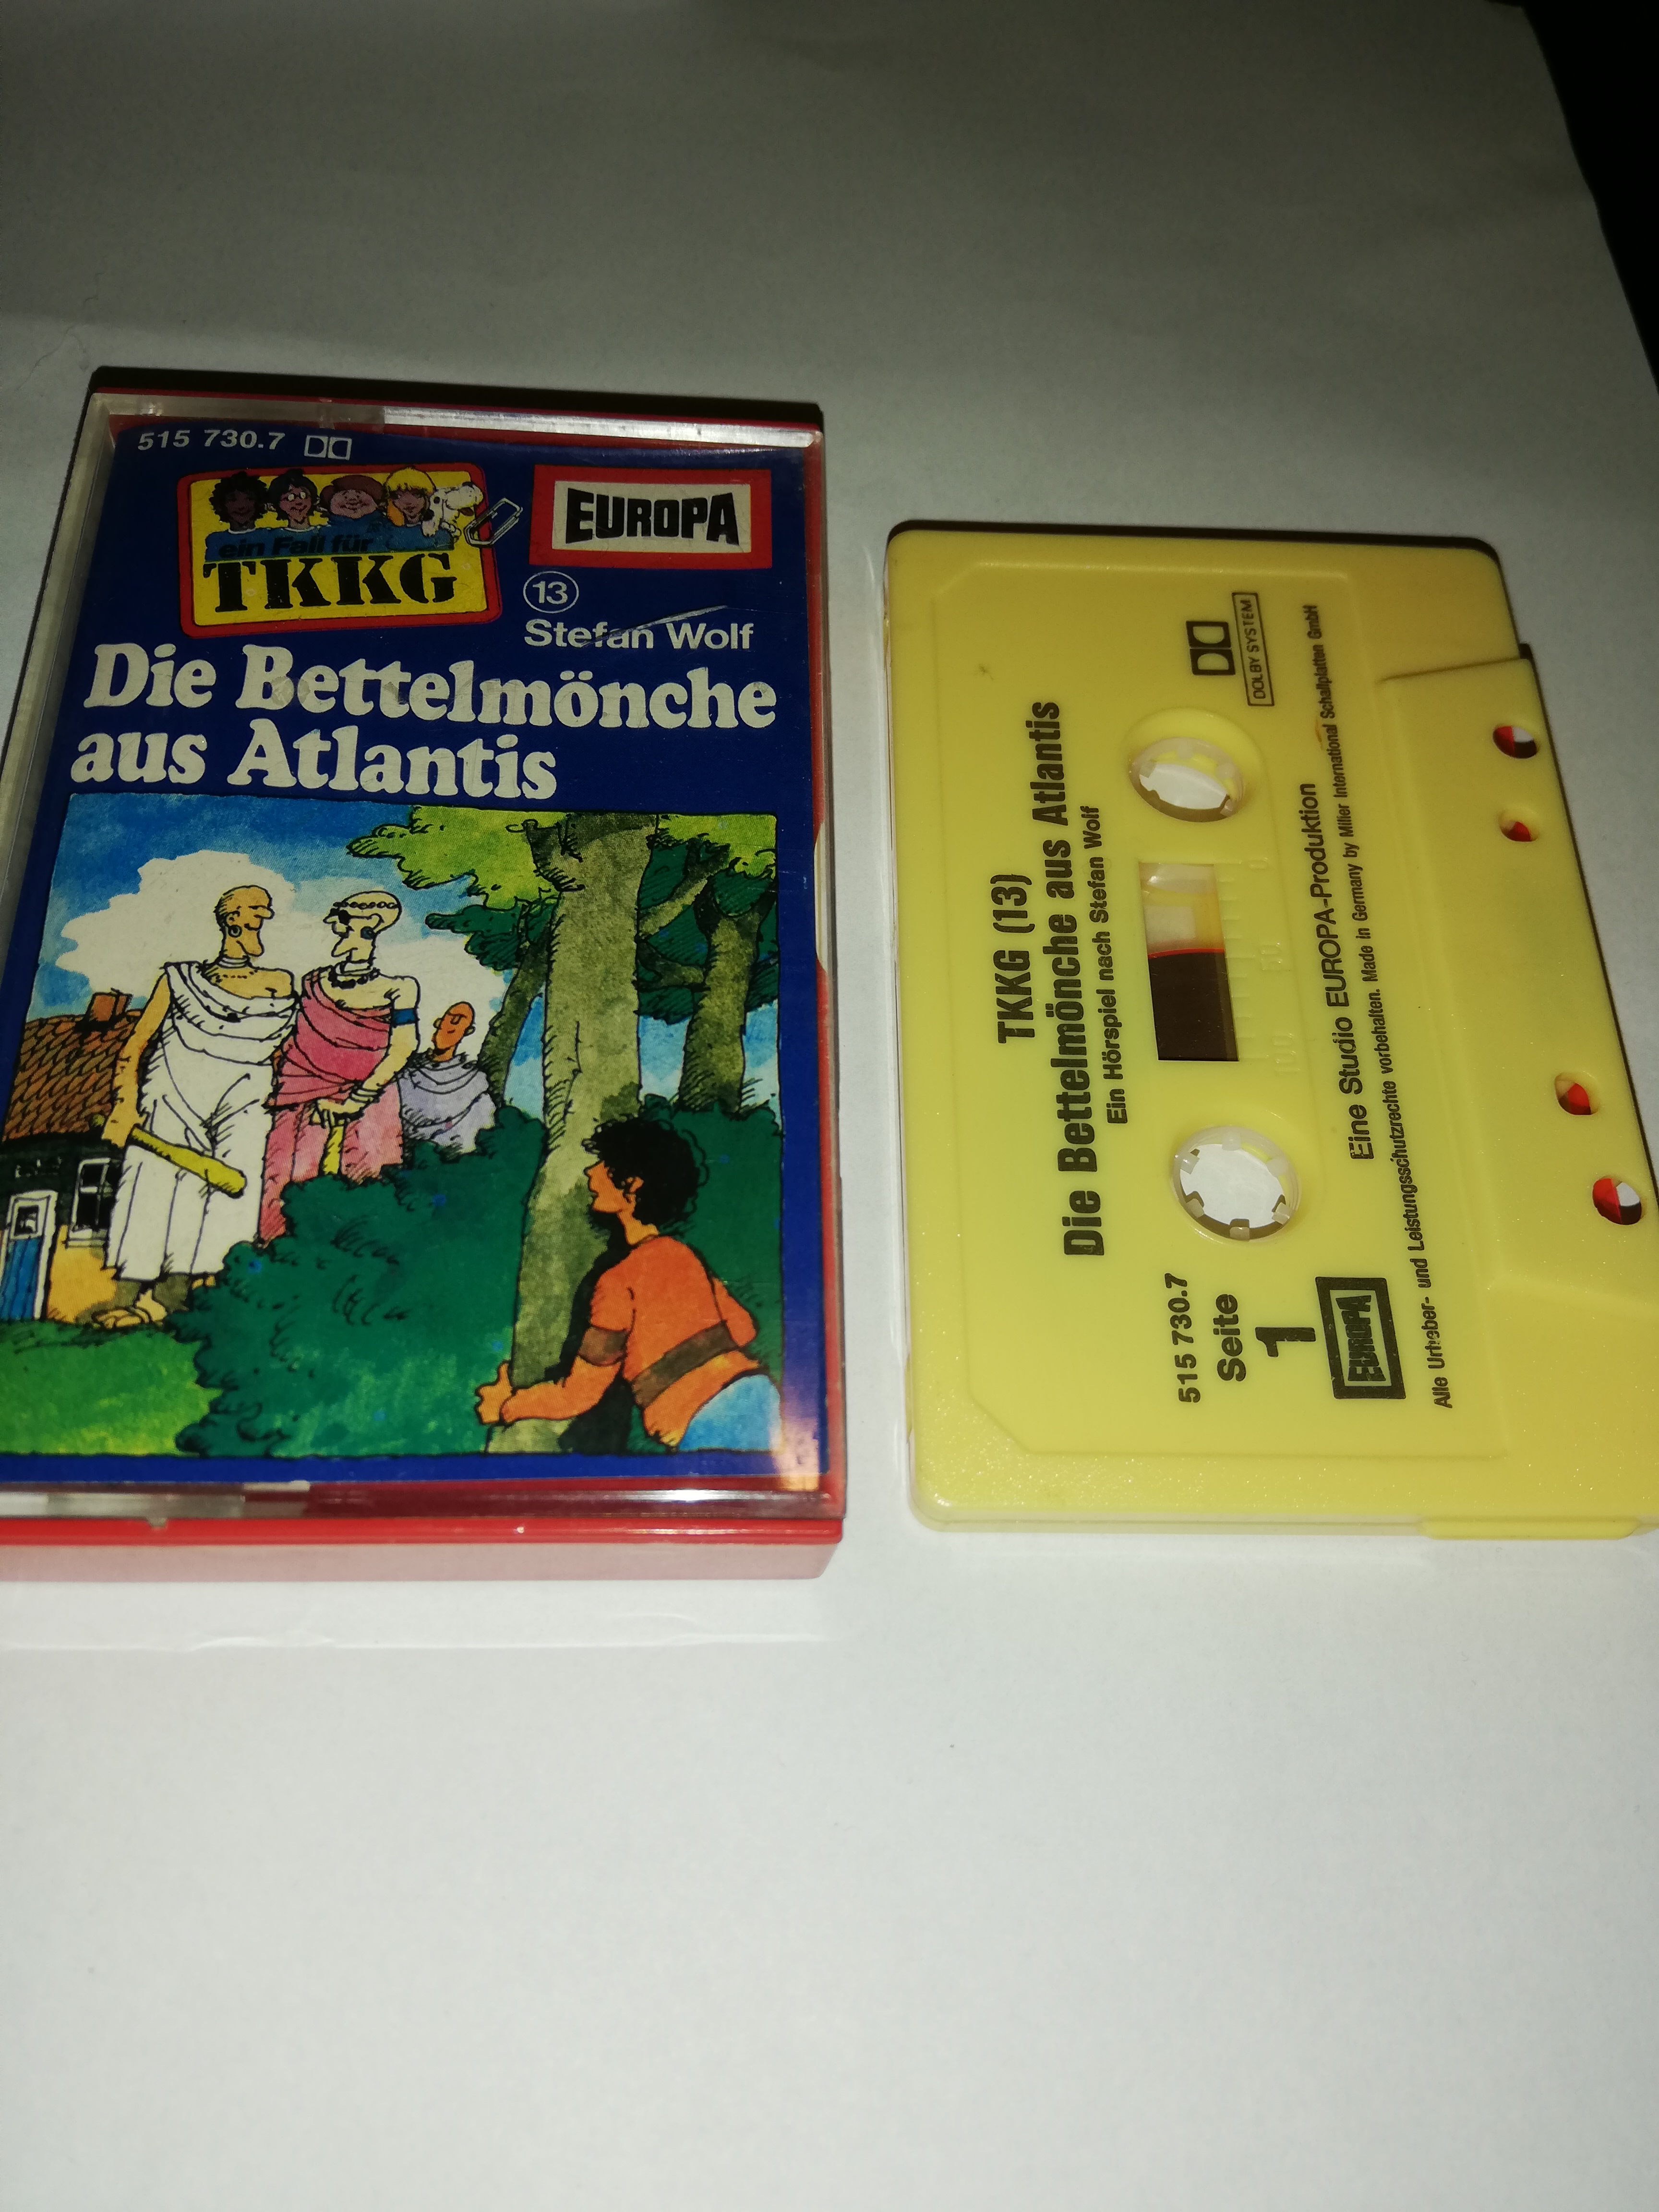 515 730.7
ein Fall für
TKKG
EUROPA
13
Stefan Wolf
Die Bettelmönche
aus Atlantis
TKKG (13)
Die Bettelmönche aus Atlantis
Ein Hörspiel nach Stefan Wolf
DOLBY SYSTEM
515 730.7
Seite
1
EUROPA
Eine Studio EUROPA-Produktion
Alle Urheber- und Leistungsschutzrechte vorbehalten. Made in Germany by Miller International Schallplatten GmbH